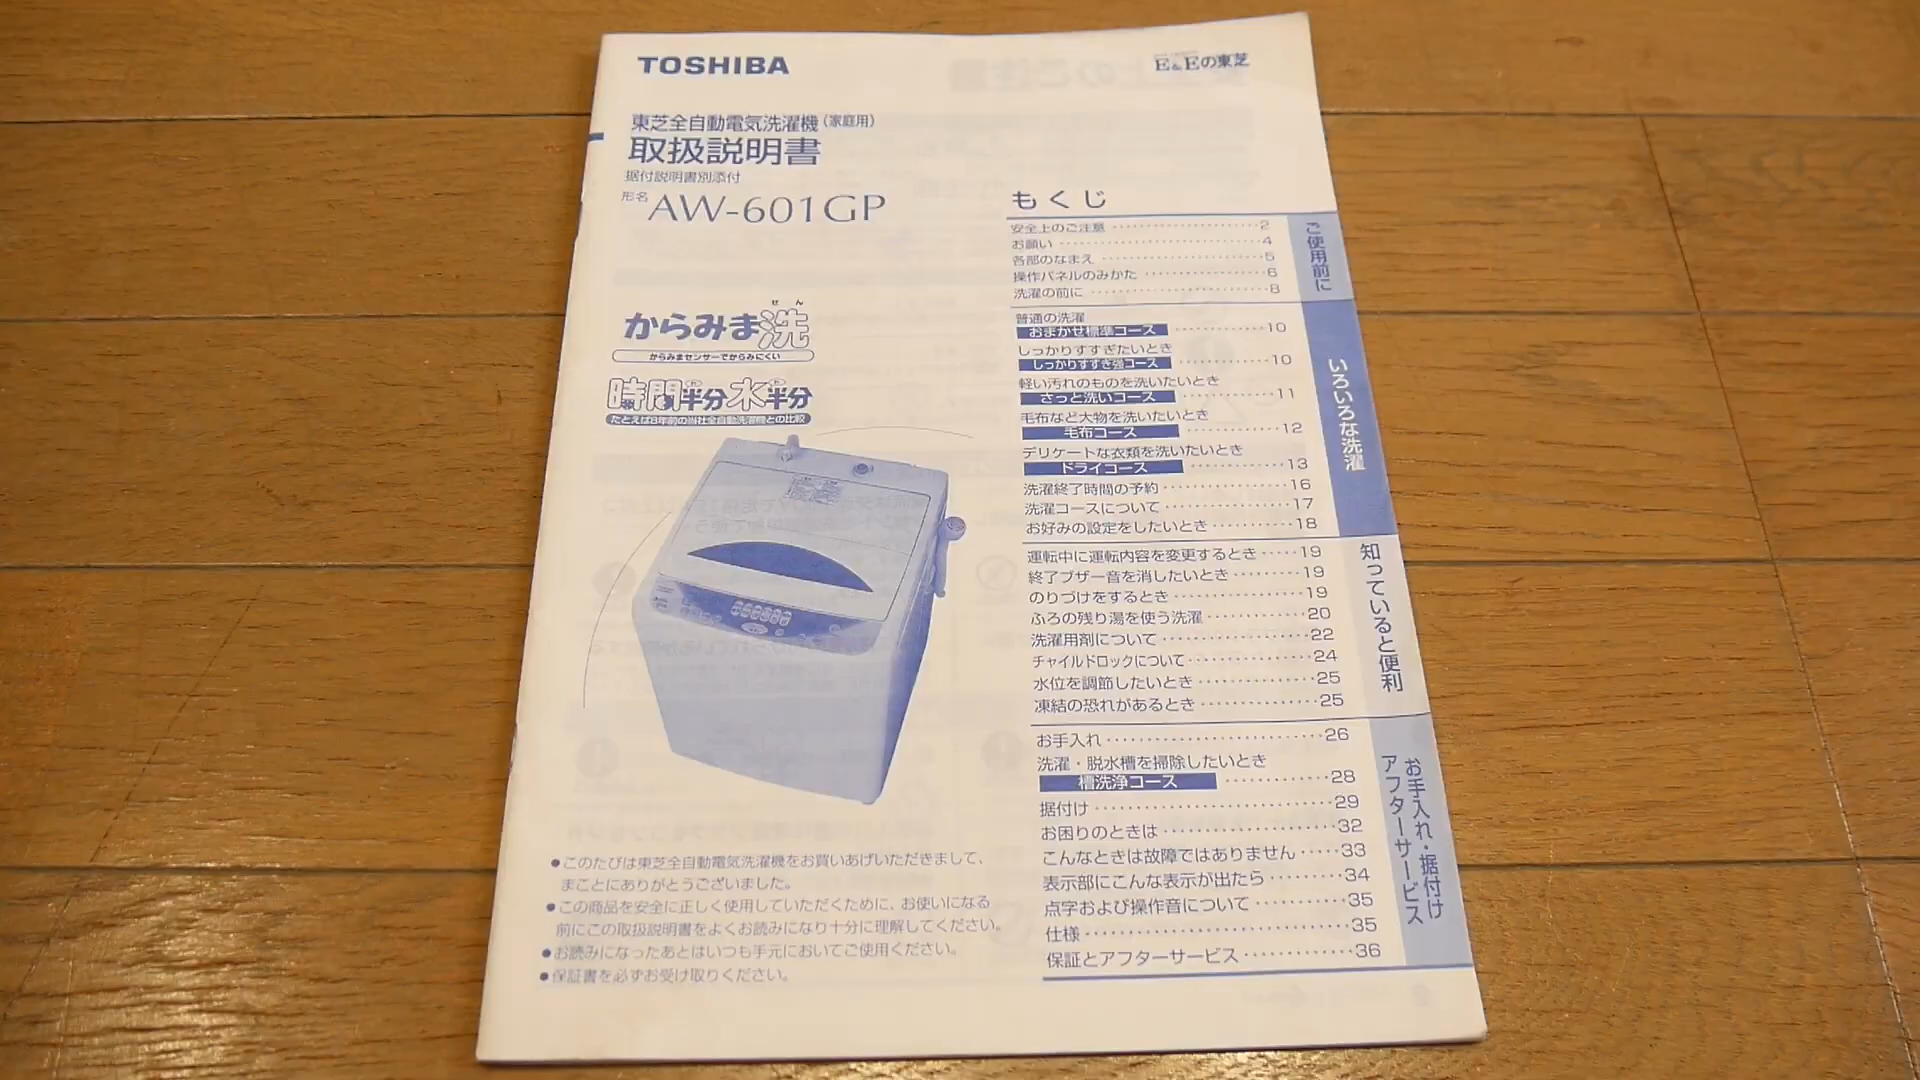 TOSHIBA
E&Eの東芝
東芝全自動電気洗濯機(家庭用)
取扱説明書
据付説明書別添付
形名 AW-601GP
せん
からみま洗
からみまセンサーでからみにくい
時間半分水半分
たとえば8年前の当社全自動洗濯機との比較
●このたびは東芝全自動電気洗濯機をお買いあげいただきまして、
まことにありがとうございました。
●この商品を安全に正しく使用していただくために、お使いになる
前にこの取扱説明書をよくお読みになり十分に理解してください。
●お読みになったあとはいつも手元においてご使用ください。
●保証書を必ずお受け取りください。
もくじ
ご使用前に
安全上のご注意 2
お願い 4
各部のなまえ 5
操作パネルのみかた 6
洗濯の前に 8
いろいろな洗濯
普通の洗濯
おまかせ標準コース 10
しっかりすすぎたいとき
しっかりすすぎ強コース 10
軽い汚れのものを洗いたいとき
さっと洗いコース 11
毛布など大物を洗いたいとき
毛布コース 12
デリケートな衣類を洗いたいとき
ドライコース 13
洗濯終了時間の予約 16
洗濯コースについて 17
お好みの設定をしたいとき 18
知っていると便利
運転中に運転内容を変更するとき 19
終了ブザー音を消したいとき 19
のりづけをするとき 19
ふろの残り湯を使う洗濯 20
洗濯用剤について 22
チャイルドロックについて 24
水位を調節したいとき 25
凍結の恐れがあるとき 25
お手入れ・据付け
アフターサービス
お手入れ 26
洗濯・脱水槽を掃除したいとき
槽洗浄コース 28
据付け 29
お困りのときは 32
こんなときは故障ではありません 33
表示部にこんな表示が出たら 34
点字および操作音について 35
仕様 35
保証とアフターサービス 36